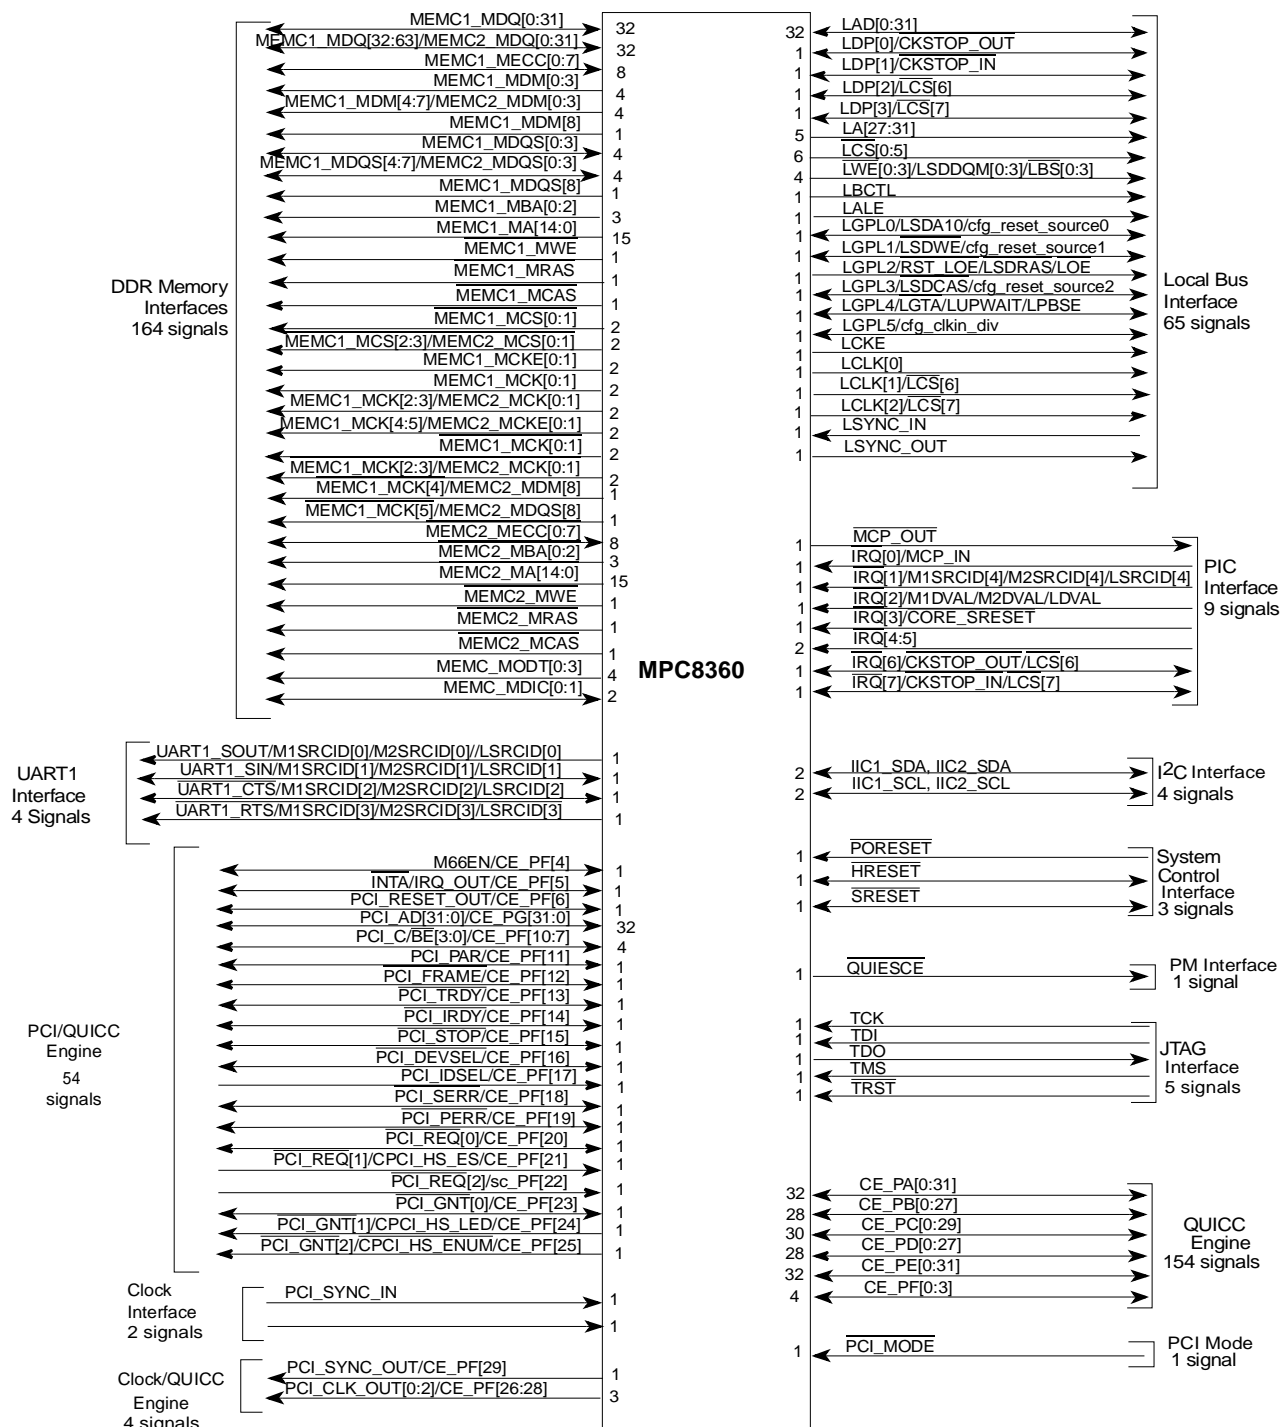 MEMC1_MDQ[0:31]
32
MEMC1_MDQ[32:63]/MEMC2_MDQ[0:31]
32
MEMC1_MECC[0:7]
8
MEMC1_MDM[0:3]
4
MEMC1_MDM[4:7]/MEMC2_MDM[0:3]
4
MEMC1_MDM[8]
1
MEMC1_MDQS[0:3]
4
MEMC1_MDQS[4:7]/MEMC2_MDQS[0:3]
4
MEMC1_MDQS[8]
1
MEMC1_MBA[0:2]
3
MEMC1_MA[14:0]
15
MEMC1_MWE
1
MEMC1_MRAS
1
MEMC1_MCAS
1
MEMC1_MCS[0:1]
2
MEMC1_MCS[2:3]/MEMC2_MCS[0:1]
2
MEMC1_MCKE[0:1]
2
MEMC1_MCK[0:1]
2
MEMC1_MCK[2:3]/MEMC2_MCK[0:1]
2
MEMC1_MCK[4:5]/MEMC2_MCKE[0:1]
2
MEMC1_MCK[0:1]
2
MEMC1_MCK[2:3]/MEMC2_MCK[0:1]
2
MEMC1_MCK[4]/MEMC2_MDM[8]
1
MEMC1_MCK[5]/MEMC2_MDQS[8]
1
MEMC2_MECC[0:7]
8
MEMC2_MBA[0:2]
3
MEMC2_MA[14:0]
15
MEMC2_MWE
1
MEMC2_MRAS
1
MEMC2_MCAS
1
MEMC_MODT[0:3]
4
MEMC_MDIC[0:1]
2
DDR Memory
Interfaces
164 signals
UART1_SOUT/M1SRCID[0]/M2SRCID[0]//LSRCID[0]
1
UART1_SIN/M1SRCID[1]/M2SRCID[1]/LSRCID[1]
1
UART1_CTS/M1SRCID[2]/M2SRCID[2]/LSRCID[2]
1
UART1_RTS/M1SRCID[3]/M2SRCID[3]/LSRCID[3]
1
UART1
Interface
4 Signals
M66EN/CE_PF[4]
1
INTA/IRQ_OUT/CE_PF[5]
1
PCI_RESET_OUT/CE_PF[6]
1
PCI_AD[31:0]/CE_PG[31:0]
32
PCI_C/BE[3:0]/CE_PF[10:7]
4
PCI_PAR/CE_PF[11]
1
PCI_FRAME/CE_PF[12]
1
PCI_TRDY/CE_PF[13]
1
PCI_IRDY/CE_PF[14]
1
PCI_STOP/CE_PF[15]
1
PCI_DEVSEL/CE_PF[16]
1
PCI_IDSEL/CE_PF[17]
1
PCI_SERR/CE_PF[18]
1
PCI_PERR/CE_PF[19]
1
PCI_REQ[0]/CE_PF[20]
1
PCI_REQ[1]/CPCI_HS_ES/CE_PF[21]
1
PCI_REQ[2]/sc_PF[22]
1
PCI_GNT[0]/CE_PF[23]
1
PCI_GNT[1]/CPCI_HS_LED/CE_PF[24]
1
PCI_GNT[2]/CPCI_HS_ENUM/CE_PF[25]
1
PCI/QUICC
Engine
54
signals
PCI_SYNC_IN
1
1
Clock
Interface
2 signals
PCI_SYNC_OUT/CE_PF[29]
1
PCI_CLK_OUT[0:2]/CE_PF[26:28]
3
Clock/QUICC
Engine
4 signals
MPC8360
32
LAD[0:31]
1
LDP[0]/CKSTOP_OUT
1
LDP[1]/CKSTOP_IN
1
LDP[2]/LCS[6]
1
LDP[3]/LCS[7]
5
LA[27:31]
6
LCS[0:5]
4
LWE[0:3]/LSDDQM[0:3]/LBS[0:3]
1
LBCTL
1
LALE
1
LGPL0/LSDA10/cfg_reset_source0
1
LGPL1/LSDWE/cfg_reset_source1
1
LGPL2/RST_LOE/LSDRAS/LOE
1
LGPL3/LSDCAS/cfg_reset_source2
1
LGPL4/LGTA/LUPWAIT/LPBSE
1
LGPL5/cfg_clkin_div
1
LCKE
1
LCLK[0]
1
LCLK[1]/LCS[6]
1
LCLK[2]/LCS[7]
1
LSYNC_IN
1
LSYNC_OUT
Local Bus
Interface
65 signals
1
MCP_OUT
1
IRQ[0]/MCP_IN
1
IRQ[1]/M1SRCID[4]/M2SRCID[4]/LSRCID[4]
1
IRQ[2]/M1DVAL/M2DVAL/LDVAL
1
IRQ[3]/CORE_SRESET
2
IRQ[4:5]
1
IRQ[6]/CKSTOP_OUT/LCS[6]
1
IRQ[7]/CKSTOP_IN/LCS[7]
PIC
Interface
9 signals
2
IIC1_SDA, IIC2_SDA
2
IIC1_SCL, IIC2_SCL
I2C Interface
4 signals
1
PORESET
1
HRESET
1
SRESET
System
Control
Interface
3 signals
1
QUIESCE
PM Interface
1 signal
1
TCK
1
TDI
1
TDO
1
TMS
1
TRST
JTAG
Interface
5 signals
32
CE_PA[0:31]
28
CE_PB[0:27]
30
CE_PC[0:29]
28
CE_PD[0:27]
32
CE_PE[0:31]
4
CE_PF[0:3]
QUICC
Engine
154 signals
1
PCI_MODE
PCI Mode
1 signal